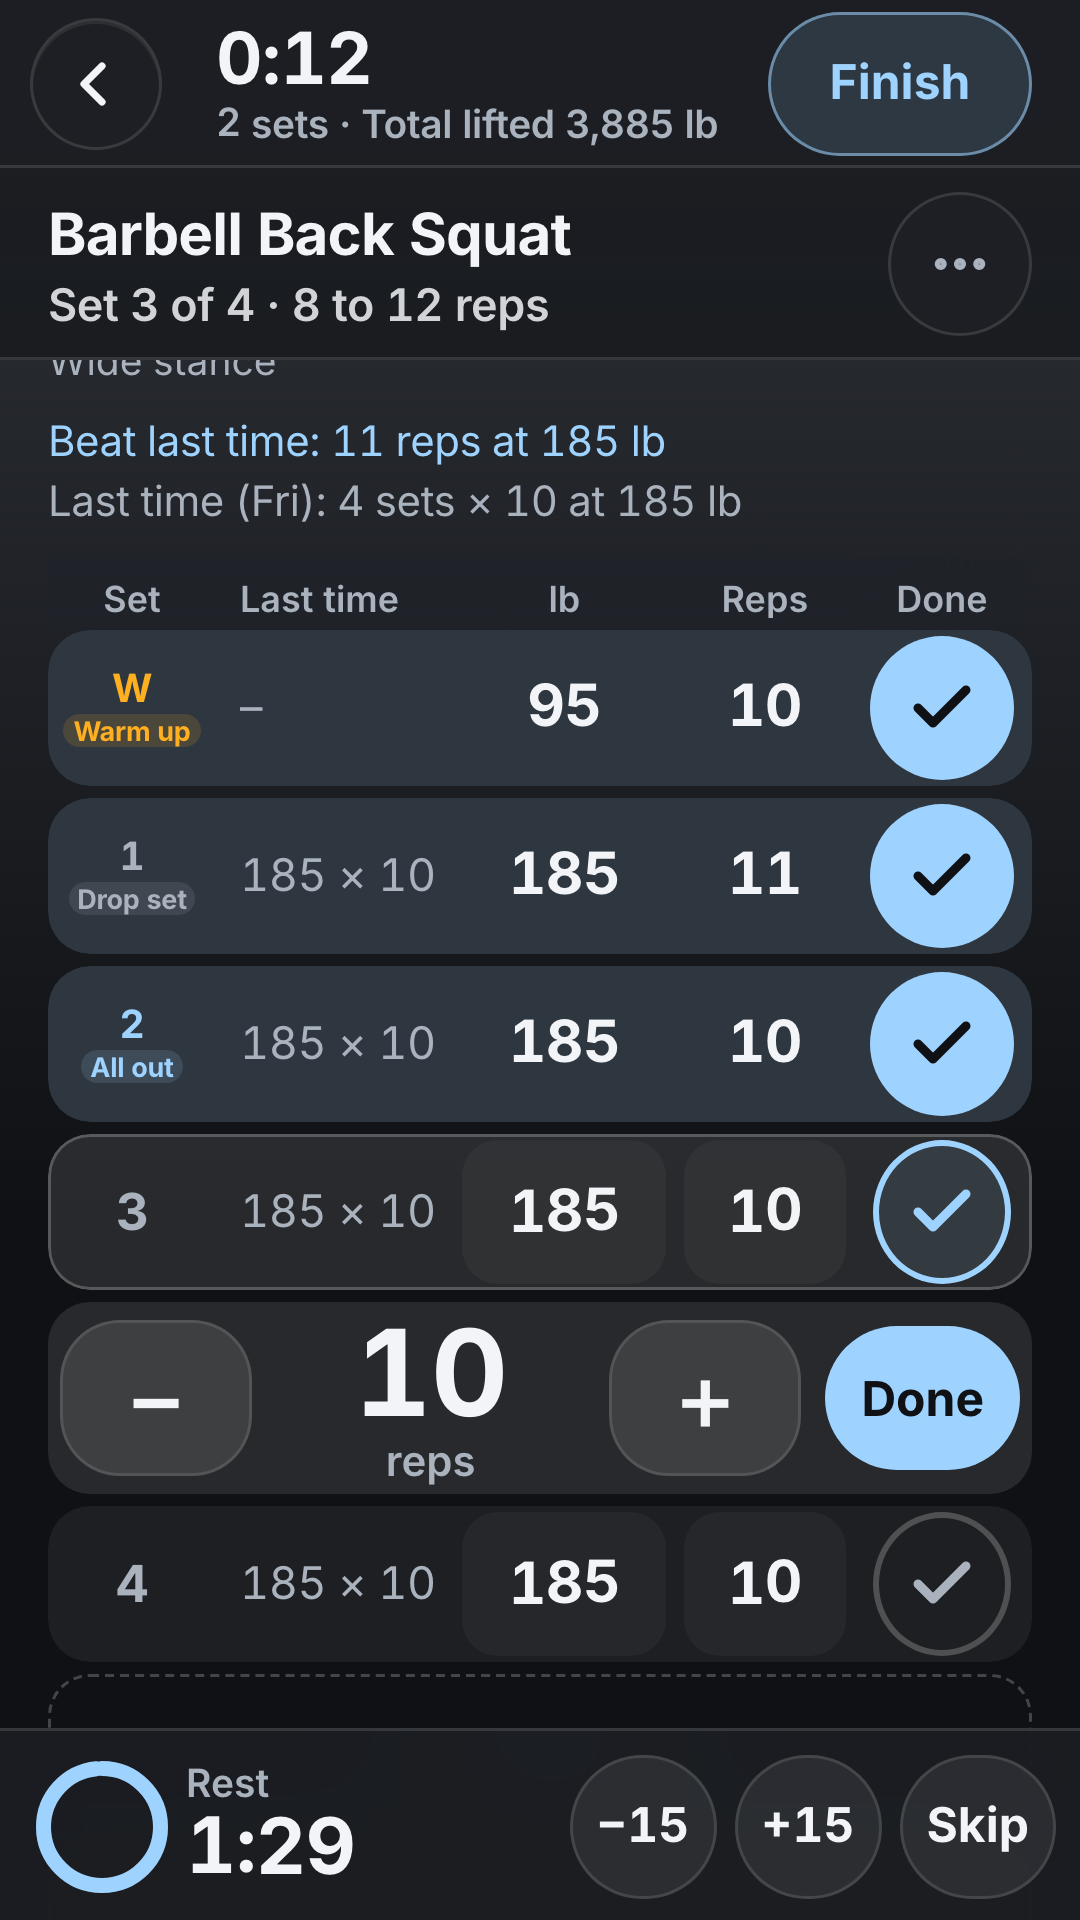 0:12
2 sets · Total lifted 3,885 lb
Finish
Barbell Back Squat
Set 3 of 4 · 8 to 12 reps
Wide stance
Beat last time: 11 reps at 185 lb
Last time (Fri): 4 sets × 10 at 185 lb
Set Last time lb Reps Done
W
Warm up
– 95 10
1
Drop set
185 × 10 185 11
2
All out
185 × 10 185 10
3 185 × 10 185 10
− 10 + Done
reps
4 185 × 10 185 10
Rest
1:29
−15 +15 Skip